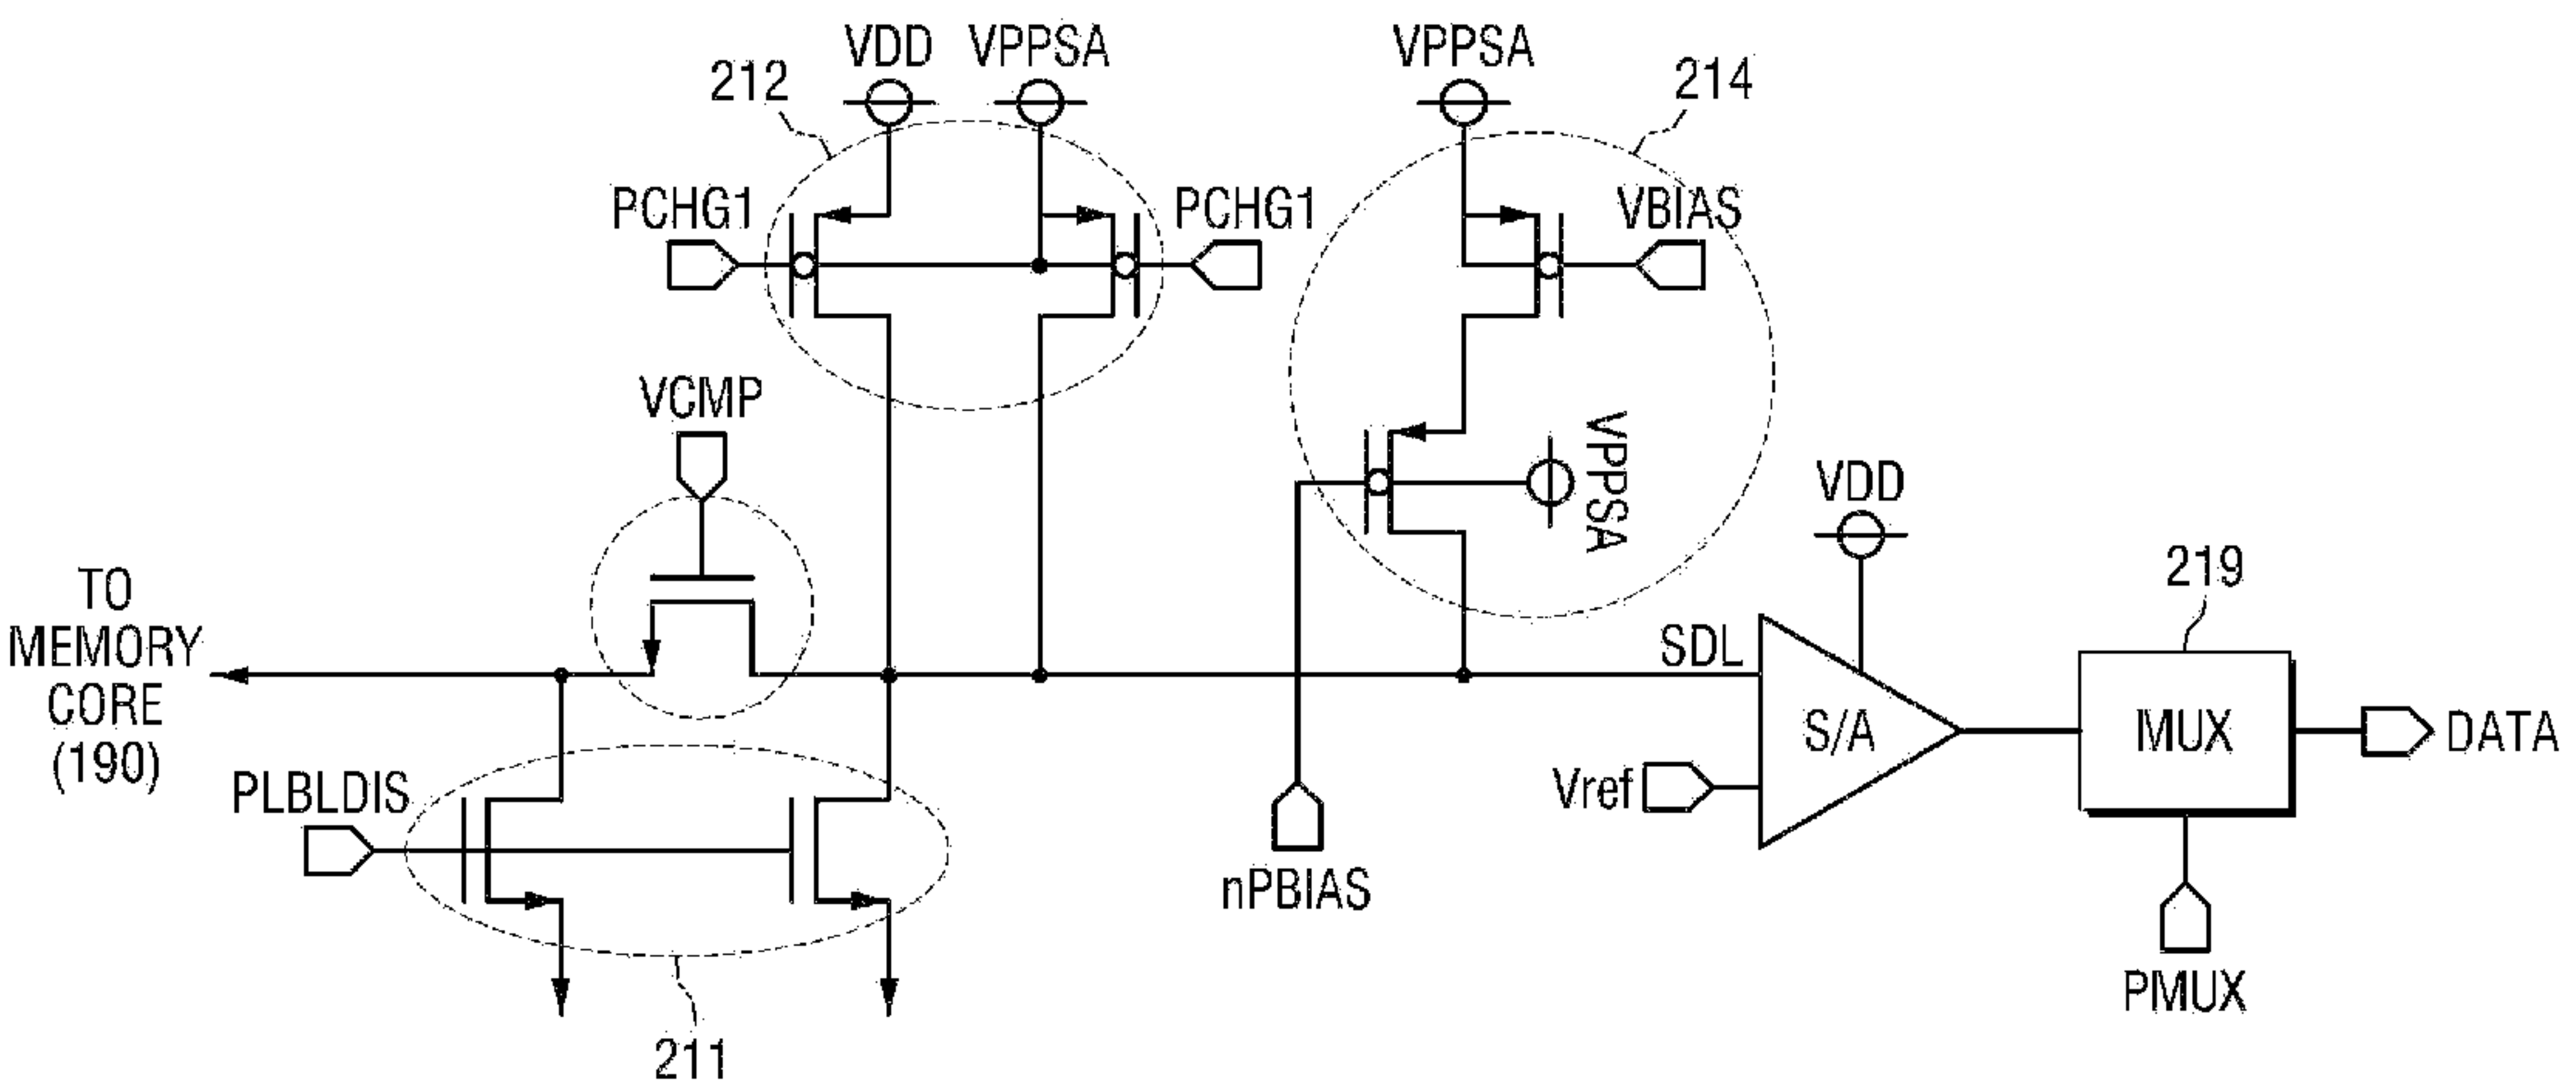 VDD
VPPSA
VPPSA
212
214
PCHG1
PCHG1
VBIAS
VCMP
VPPSA
VDD
TO
MEMORY
CORE
(190)
219
SDL
S/A
MUX
DATA
PLBLDIS
Vref
nPBIAS
PMUX
211